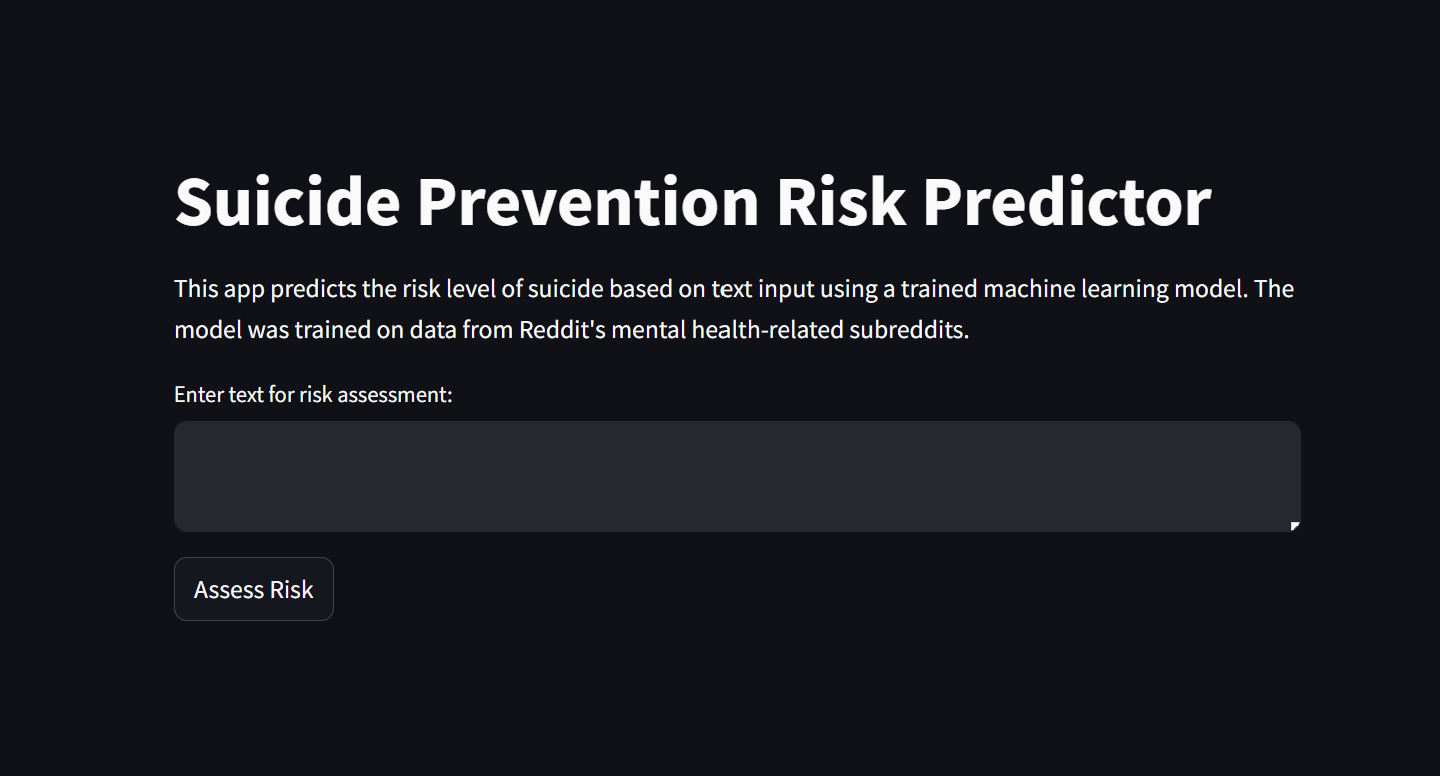 Suicide Prevention Risk Predictor
This app predicts the risk level of suicide based on text input using a trained machine learning model. The
model was trained on data from Reddit's mental health-related subreddits.
Enter text for risk assessment:
Assess Risk